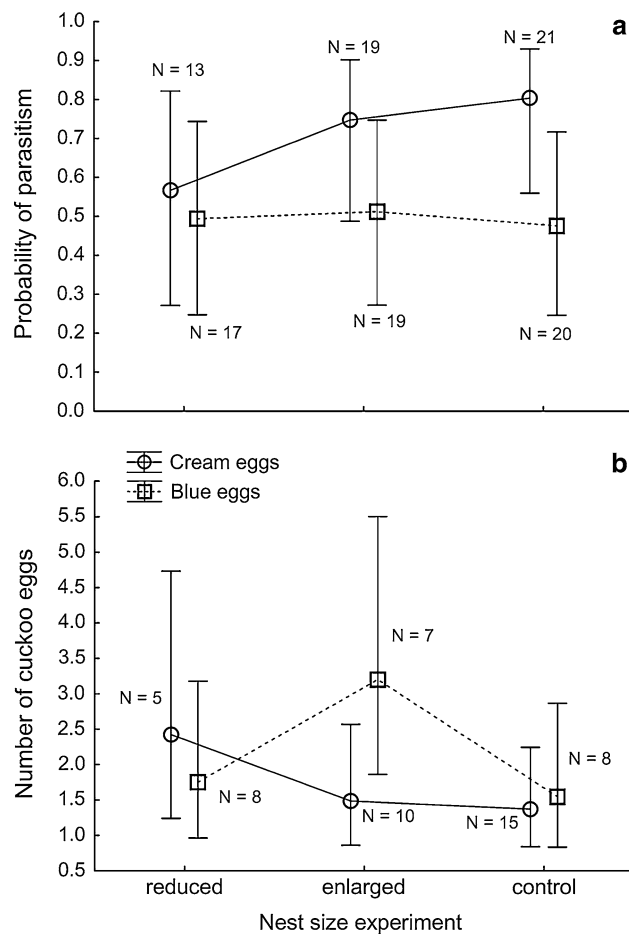 a
1.0
0.9
0.8
0.7
0.6
0.5
0.4
0.3
0.2
0.1
0.0
Probability of parasitism
N = 13
N = 19
N = 21
N = 17
N = 19
N = 20
b
Cream eggs
Blue eggs
6.0
5.5
5.0
4.5
4.0
3.5
3.0
2.5
2.0
1.5
1.0
0.5
Number of cuckoo eggs
N = 5
N = 8
N = 7
N = 10
N = 15
N = 8
reduced enlarged control
Nest size experiment